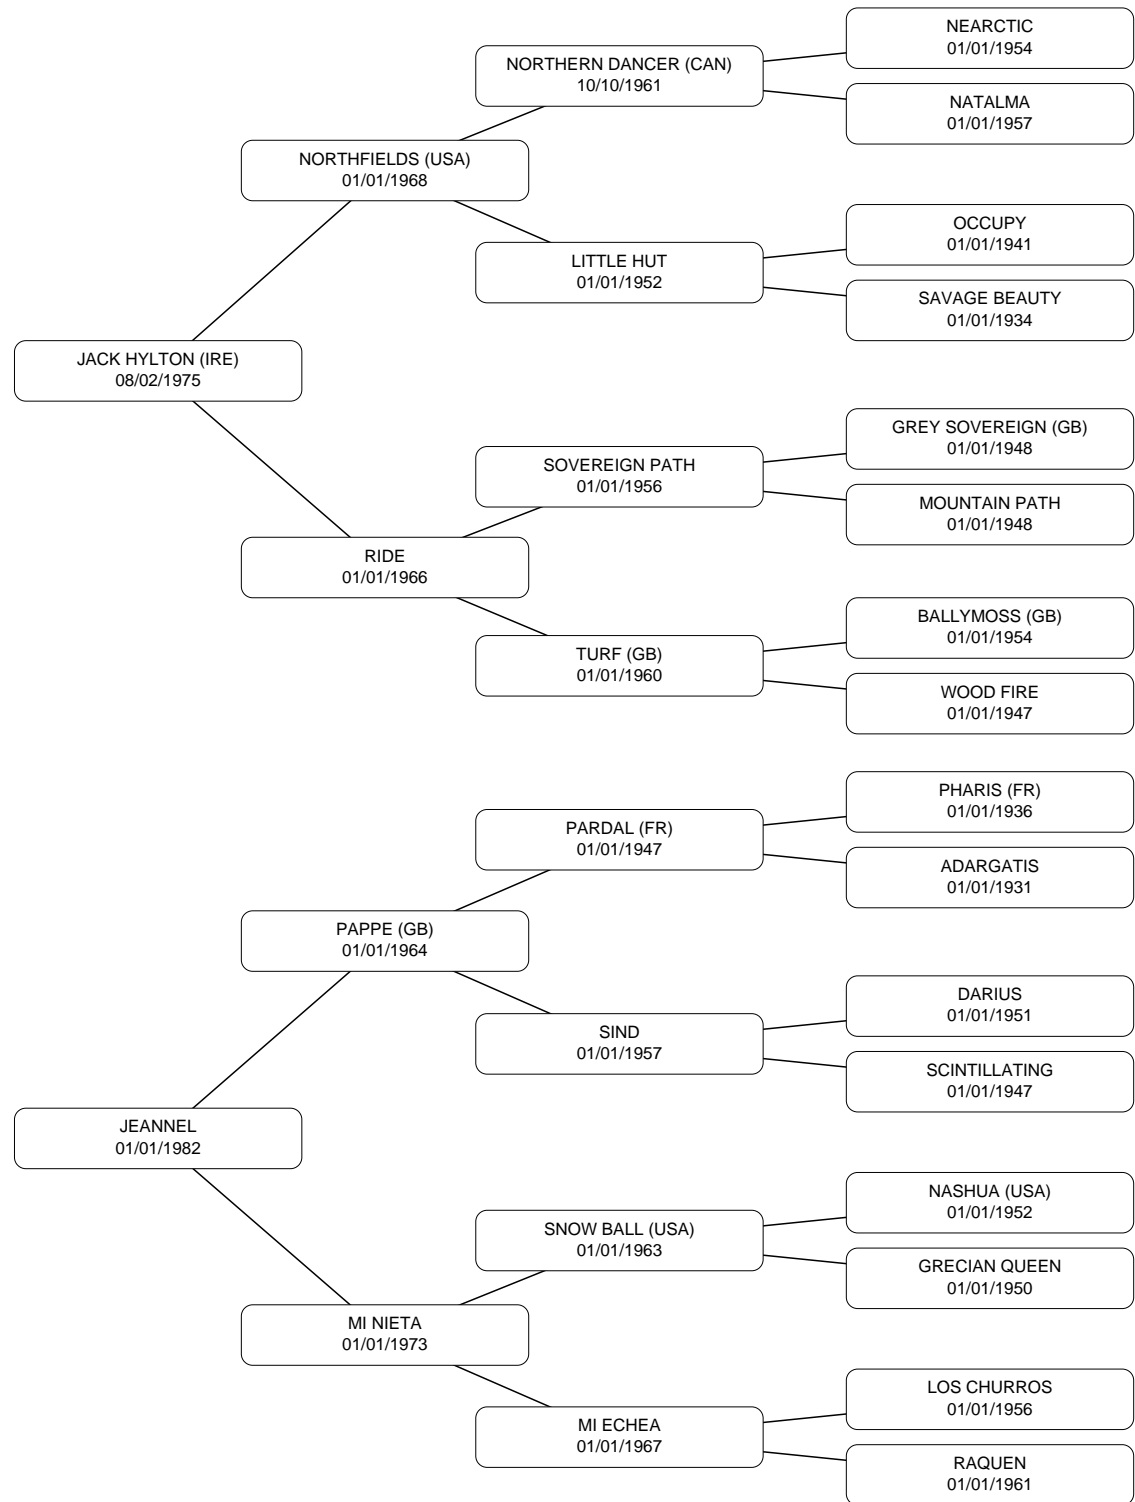 NEARCTIC
01/01/1954
NORTHERN DANCER (CAN)
10/10/1961
NATALMA
01/01/1957
NORTHFIELDS (USA)
01/01/1968
OCCUPY
01/01/1941
LITTLE HUT
01/01/1952
SAVAGE BEAUTY
01/01/1934
JACK HYLTON (IRE)
08/02/1975
GREY SOVEREIGN (GB)
01/01/1948
SOVEREIGN PATH
01/01/1956
MOUNTAIN PATH
01/01/1948
RIDE
01/01/1966
BALLYMOSS (GB)
01/01/1954
TURF (GB)
01/01/1960
WOOD FIRE
01/01/1947
PHARIS (FR)
01/01/1936
PARDAL (FR)
01/01/1947
ADARGATIS
01/01/1931
PAPPE (GB)
01/01/1964
DARIUS
01/01/1951
SIND
01/01/1957
SCINTILLATING
01/01/1947
JEANNEL
01/01/1982
NASHUA (USA)
01/01/1952
SNOW BALL (USA)
01/01/1963
GRECIAN QUEEN
01/01/1950
MI NIETA
01/01/1973
LOS CHURROS
01/01/1956
MI ECHEA
01/01/1967
RAQUEN
01/01/1961